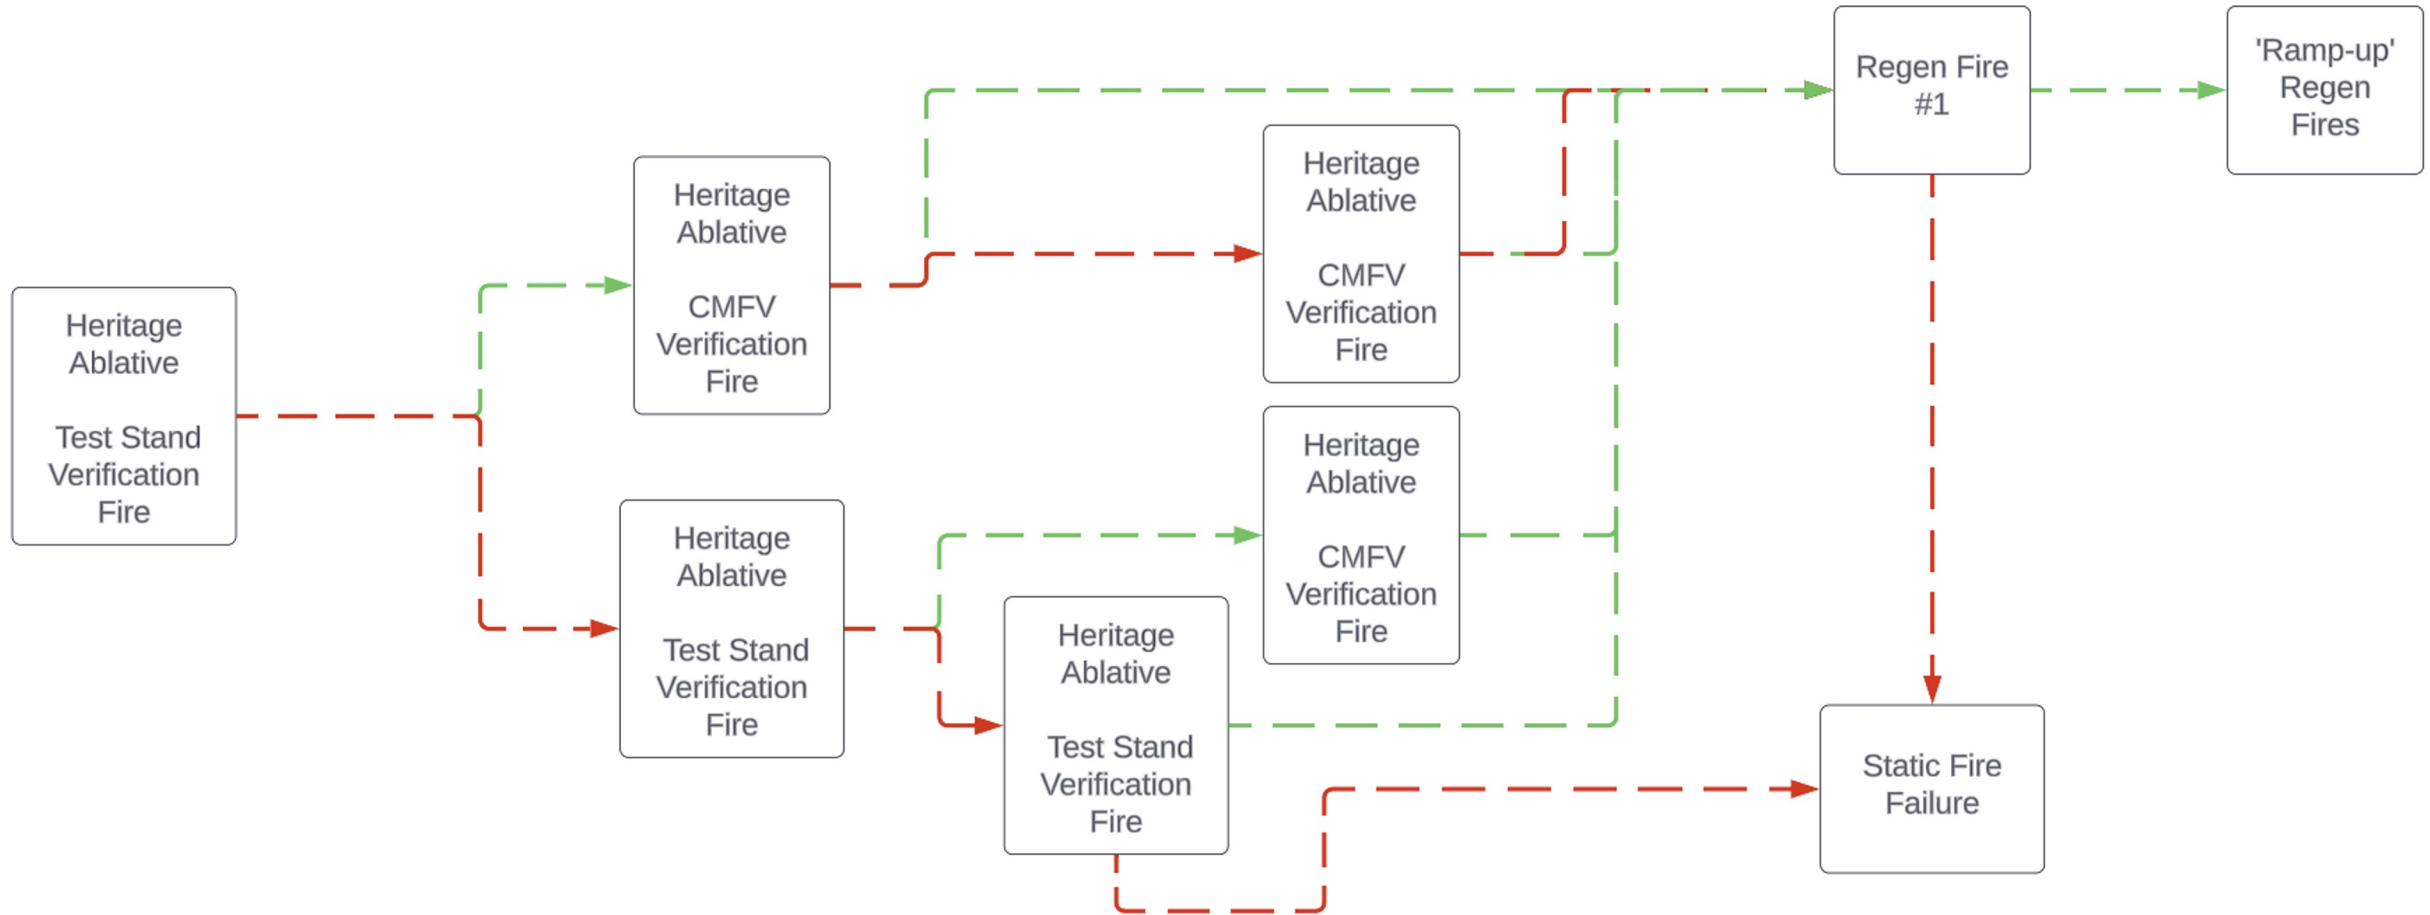 Heritage
Ablative
Test Stand
Verification
Fire
Heritage
Ablative
CMFV
Verification
Fire
Heritage
Ablative
Test Stand
Verification
Fire
Heritage
Ablative
Test Stand
Verification
Fire
Heritage
Ablative
CMFV
Verification
Fire
Heritage
Ablative
CMFV
Verification
Fire
Regen Fire
#1
'Ramp-up'
Regen
Fires
Static Fire
Failure